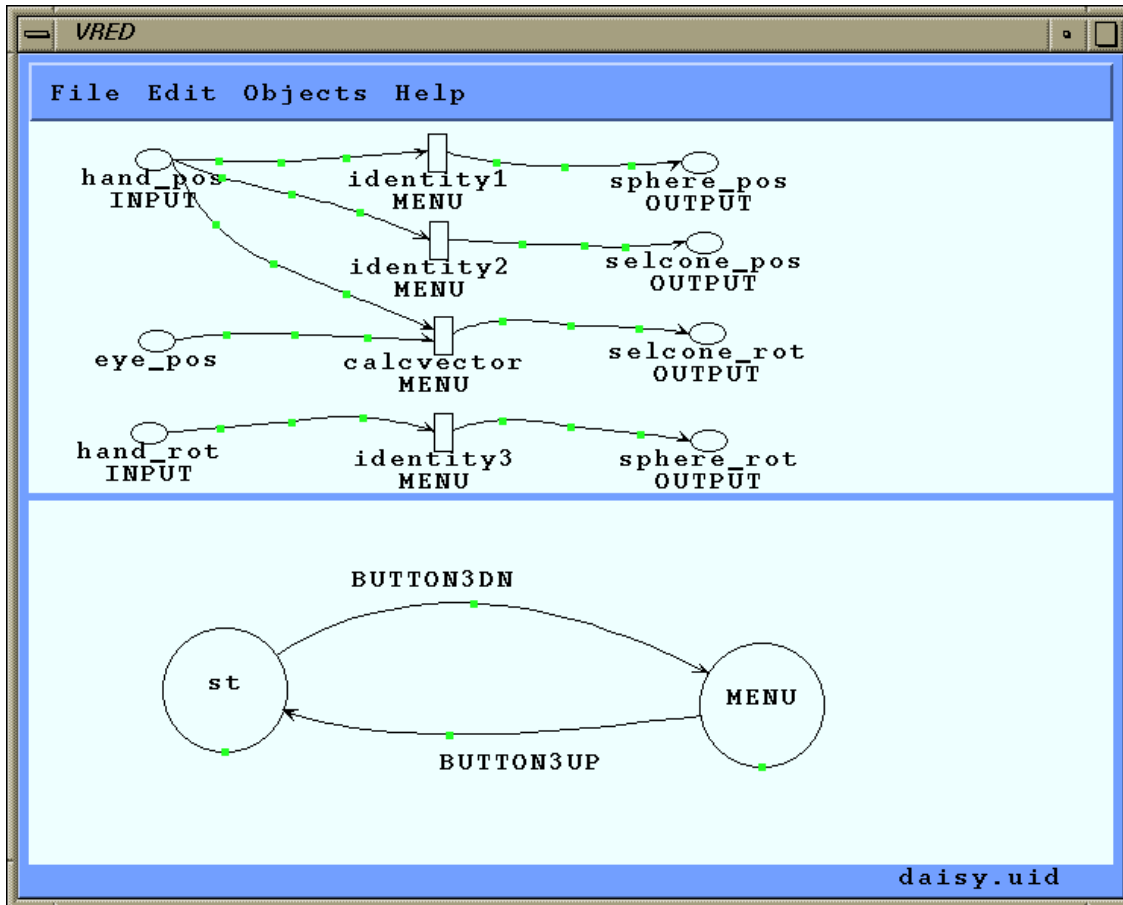 VRED
File Edit Objects Help
hand_pos
INPUT
identity1
MENU
sphere_pos
OUTPUT
identity2
MENU
selcone_pos
OUTPUT
eye_pos
calcvector
MENU
selcone_rot
OUTPUT
hand_rot
INPUT
identity3
MENU
sphere_rot
OUTPUT
BUTTON3DN
st
MENU
BUTTON3UP
daisy.uid